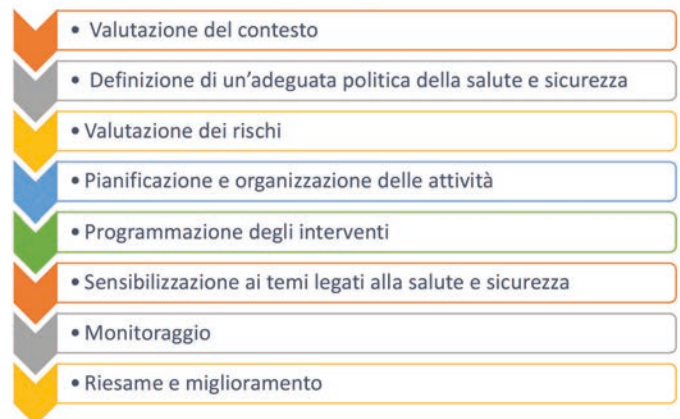 • Valutazione del contesto
• Definizione di un'adeguata politica della salute e sicurezza
• Valutazione dei rischi
• Pianificazione e organizzazione delle attività
• Programmazione degli interventi
• Sensibilizzazione ai temi legati alla salute e sicurezza
• Monitoraggio
• Riesame e miglioramento